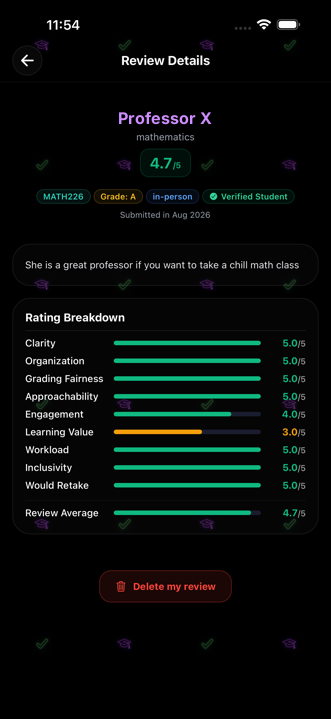 11:54
Review Details
Professor X
mathematics
4.7/5
MATH226 Grade: A in-person Verified Student
Submitted in Aug 2026
She is a great professor if you want to take a chill math class
Rating Breakdown
Clarity 5.0/5
Organization 5.0/5
Grading Fairness 5.0/5
Approachability 5.0/5
Engagement 4.0/5
Learning Value 3.0/5
Workload 5.0/5
Inclusivity 5.0/5
Would Retake 5.0/5
Review Average 4.7/5
Delete my review